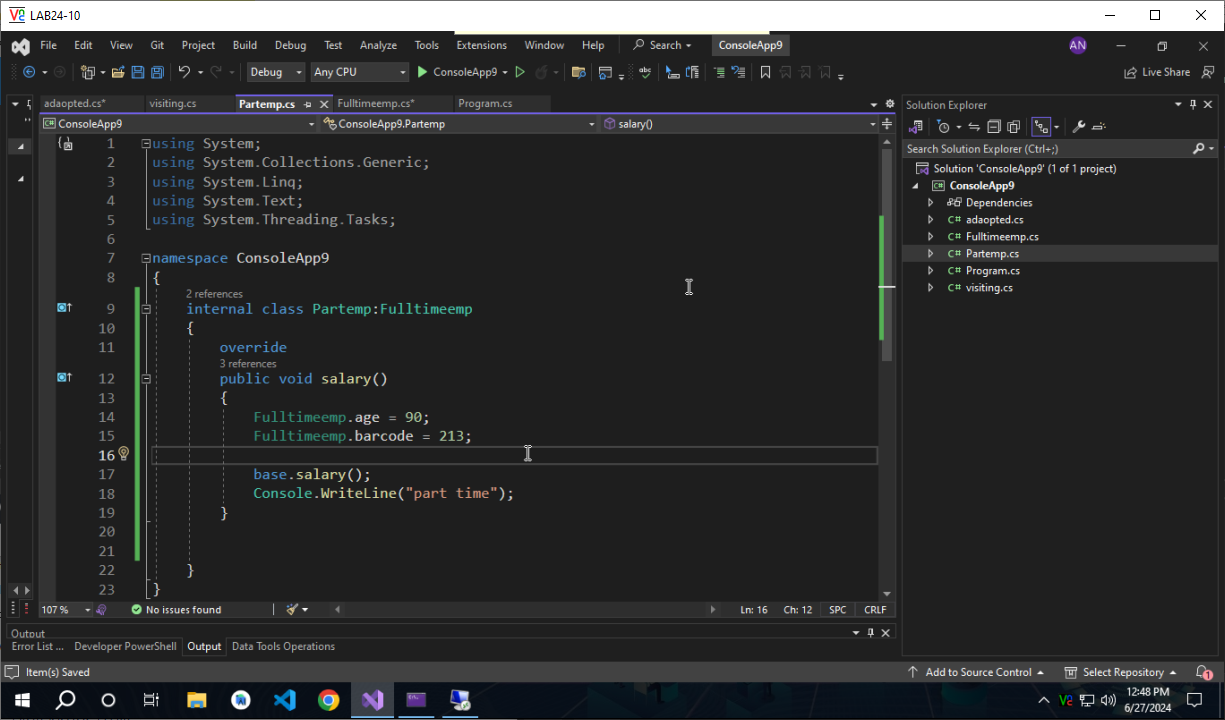 LAB24-10
File Edit View Git Project Build Debug Test Analyze Tools Extensions Window Help Search ConsoleApp9 AN
Debug Any CPU ConsoleApp9 Live Share
adaopted.cs* visiting.cs Partemp.cs Fulltimeemp.cs* Program.cs
ConsoleApp9 ConsoleApp9.Partemp salary()
1 using System;
2 using System.Collections.Generic;
3 using System.Linq;
4 using System.Text;
5 using System.Threading.Tasks;
6
7 namespace ConsoleApp9
8 {
2 references
9 internal class Partemp:Fulltimeemp
10 {
11 override
3 references
12 public void salary()
13 {
14 Fulltimeemp.age = 90;
15 Fulltimeemp.barcode = 213;
16
17 base.salary();
18 Console.WriteLine("part time");
19 }
20
21
22 }
23 }
107 % No issues found Ln: 16 Ch: 12 SPC CRLF
Output
Error List ... Developer PowerShell Output Data Tools Operations
Solution Explorer
Search Solution Explorer (Ctrl+;)
Solution 'ConsoleApp9' (1 of 1 project)
ConsoleApp9
Dependencies
C# adaopted.cs
C# Fulltimeemp.cs
C# Partemp.cs
C# Program.cs
C# visiting.cs
Item(s) Saved Add to Source Control Select Repository 1
12:48 PM
6/27/2024